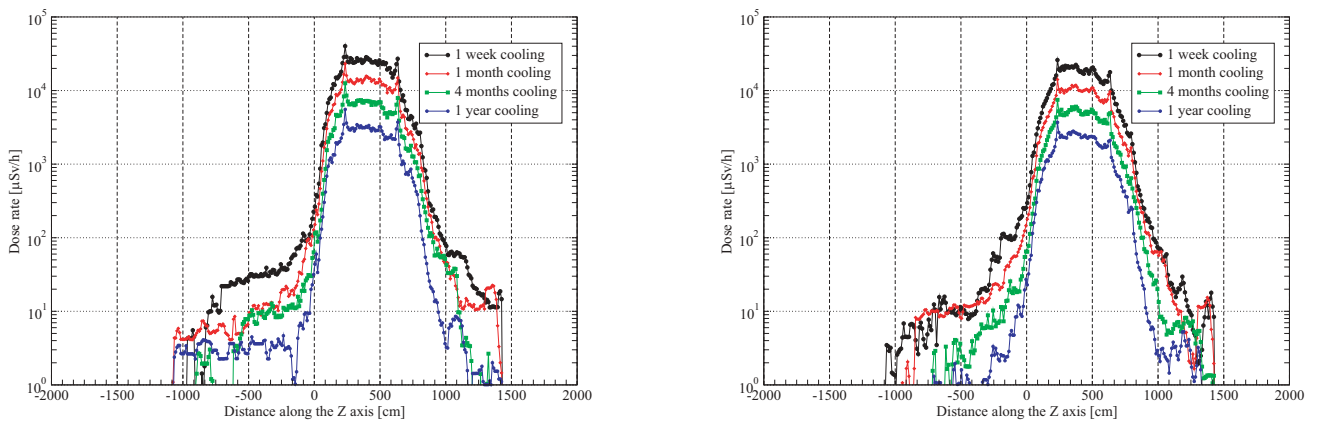 10^5
10^4
10^3
10^2
10^1
10^0
Dose rate [µSv/h]
1 week cooling
1 month cooling
4 months cooling
1 year cooling
-2000 -1500 -1000 -500 0 500 1000 1500 2000
Distance along the Z axis [cm]
10^5
10^4
10^3
10^2
10^1
10^0
Dose rate [µSv/h]
1 week cooling
1 month cooling
4 months cooling
1 year cooling
-2000 -1500 -1000 -500 0 500 1000 1500 2000
Distance along the Z axis [cm]